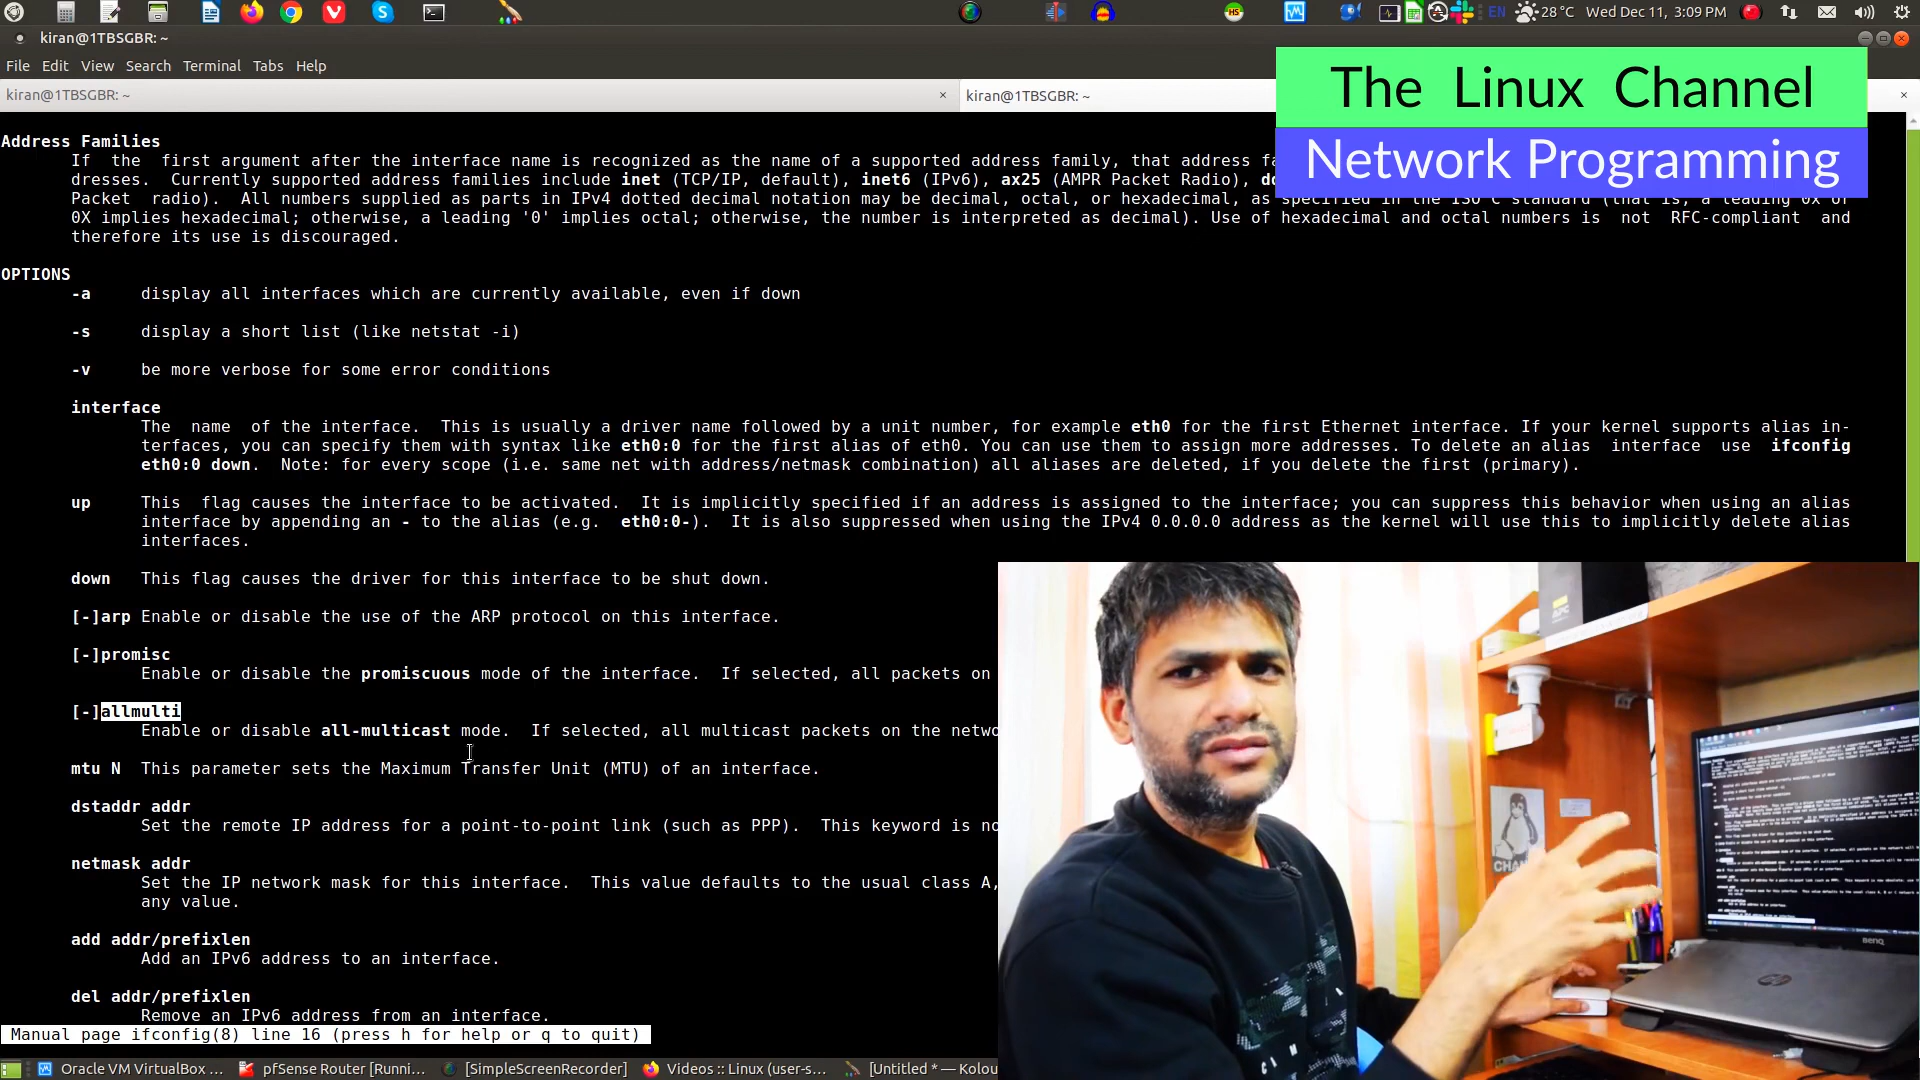 28 °C Wed Dec 11, 3:09 PM
EN
kiran@1TBSGBR: ~
File Edit View Search Terminal Tabs Help
kiran@1TBSGBR: ~ × kiran@1TBSGBR: ~ ×
The Linux Channel
Network Programming
Address Families
If the first argument after the interface name is recognized as the name of a supported address family, that address fa
dresses. Currently supported address families include inet (TCP/IP, default), inet6 (IPv6), ax25 (AMPR Packet Radio),
Packet radio). All numbers supplied as parts in IPv4 dotted decimal notation may be decimal, octal, or hexadecimal, as specified in the ISO C standard (that is, a leading 0x or
0X implies hexadecimal; otherwise, a leading '0' implies octal; otherwise, the number is interpreted as decimal). Use of hexadecimal and octal numbers is not RFC-compliant and
therefore its use is discouraged.
OPTIONS
-a display all interfaces which are currently available, even if down
-s display a short list (like netstat -i)
-v be more verbose for some error conditions
interface
The name of the interface. This is usually a driver name followed by a unit number, for example eth0 for the first Ethernet interface. If your kernel supports alias in-
terfaces, you can specify them with syntax like eth0:0 for the first alias of eth0. You can use them to assign more addresses. To delete an alias interface use ifconfig
eth0:0 down. Note: for every scope (i.e. same net with address/netmask combination) all aliases are deleted, if you delete the first (primary).
up This flag causes the interface to be activated. It is implicitly specified if an address is assigned to the interface; you can suppress this behavior when using an alias
interface by appending an - to the alias (e.g. eth0:0-). It is also suppressed when using the IPv4 0.0.0.0 address as the kernel will use this to implicitly delete alias
interfaces.
down This flag causes the driver for this interface to be shut down.
[-]arp Enable or disable the use of the ARP protocol on this interface.
[-]promisc
Enable or disable the promiscuous mode of the interface. If selected, all packets on
[-]allmulti
Enable or disable all-multicast mode. If selected, all multicast packets on the netwo
mtu N This parameter sets the Maximum Transfer Unit (MTU) of an interface.
dstaddr addr
Set the remote IP address for a point-to-point link (such as PPP). This keyword is no
netmask addr
Set the IP network mask for this interface. This value defaults to the usual class A,
any value.
add addr/prefixlen
Add an IPv6 address to an interface.
del addr/prefixlen
Remove an IPv6 address from an interface.
Manual page ifconfig(8) line 16 (press h for help or q to quit)
Oracle VM VirtualBox ... pfSense Router [Runni... [SimpleScreenRecorder] Videos :: Linux (user-s... [Untitled * — Kolou
APC
CHAN
BenQ
hp